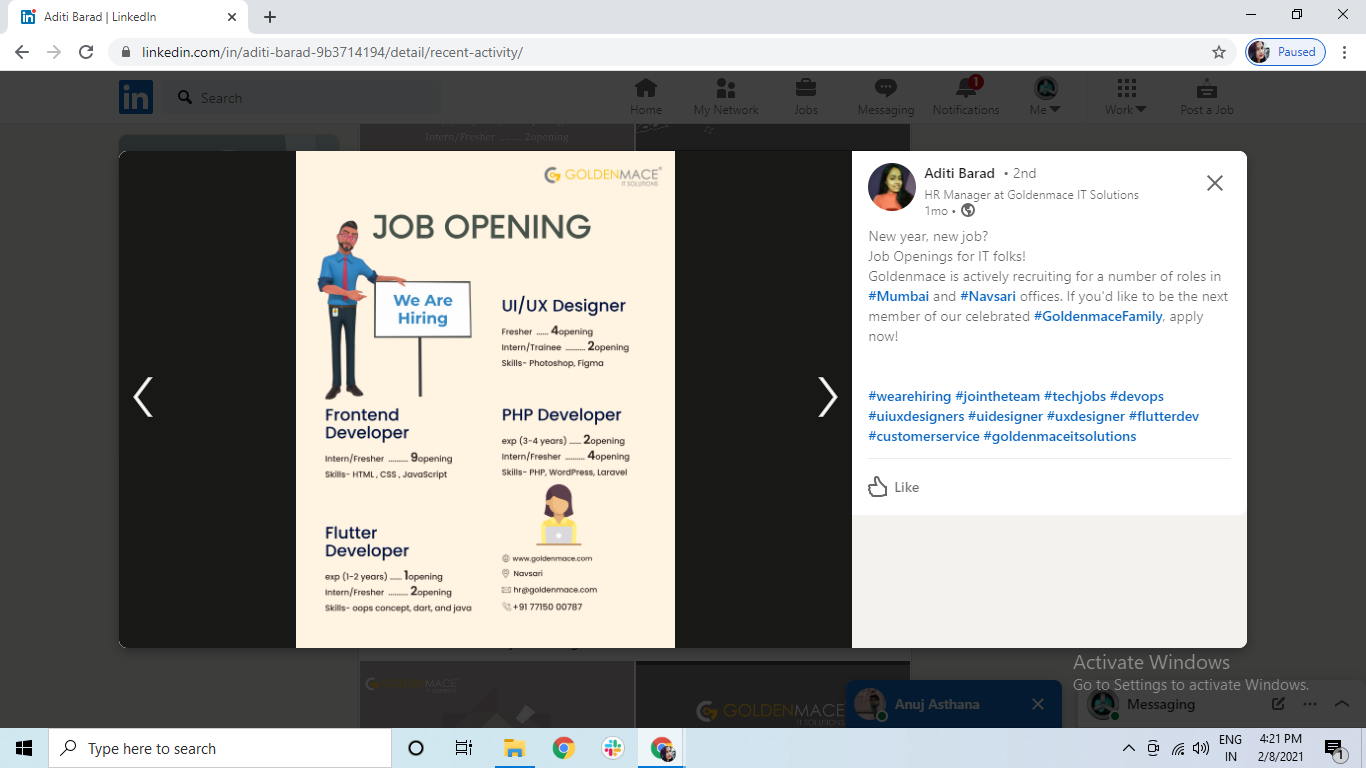 Aditi Barad | LinkedIn
linkedin.com/in/aditi-barad-9b3714194/detail/recent-activity/
Paused
in
Search
Home
My Network
Jobs
Messaging
1
Notifications
Me
Work
Post a Job
Intern/Fresher ......... 2opening
GOLDENMACE
IT SOLUTIONS
JOB OPENING
We Are
Hiring
UI/UX Designer
Fresher ...... 4opening
Intern/Trainee .......... 2opening
Skills- Photoshop, Figma
Frontend
Developer
Intern/Fresher .......... 9opening
Skills- HTML , CSS , JavaScript
PHP Developer
exp (3-4 years) ...... 2opening
Intern/Fresher .......... 4opening
Skills- PHP, WordPress, Laravel
Flutter
Developer
exp (1-2 years) ...... 1opening
Intern/Fresher .......... 2opening
Skills- oops concept, dart, and java
www.goldenmace.com
Navsari
hr@goldenmace.com
+91 77150 00787
Aditi Barad • 2nd
HR Manager at Goldenmace IT Solutions
1mo •
New year, new job?
Job Openings for IT folks!
Goldenmace is actively recruiting for a number of roles in
#Mumbai and #Navsari offices. If you'd like to be the next
member of our celebrated #GoldenmaceFamily, apply
now!
#wearehiring #jointheteam #techjobs #devops
#uiuxdesigners #uidesigner #uxdesigner #flutterdev
#customerservice #goldenmaceitsolutions
Like
GOLDENMACE
GOLDENMACE
IT SOLUTIONS
Activate Windows
Go to Settings to activate Windows.
Anuj Asthana
Messaging
Type here to search
ENG
IN
4:21 PM
2/8/2021
1